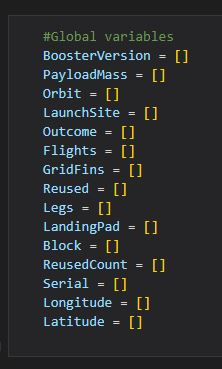 #Global variables
BoosterVersion = []
PayloadMass = []
Orbit = []
LaunchSite = []
Outcome = []
Flights = []
GridFins = []
Reused = []
Legs = []
LandingPad = []
Block = []
ReusedCount = []
Serial = []
Longitude = []
Latitude = []